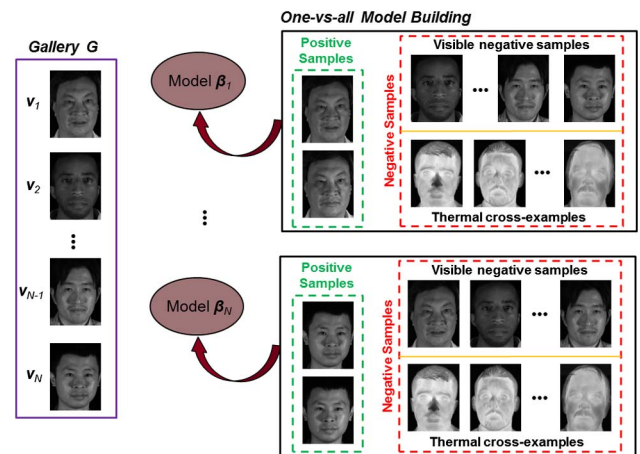 One-vs-all Model Building
Gallery G
v1
v2
vN-1
vN
Model β1
Model βN
Positive
Samples
Negative Samples
Visible negative samples
Thermal cross-examples
Positive
Samples
Negative Samples
Visible negative samples
Thermal cross-examples